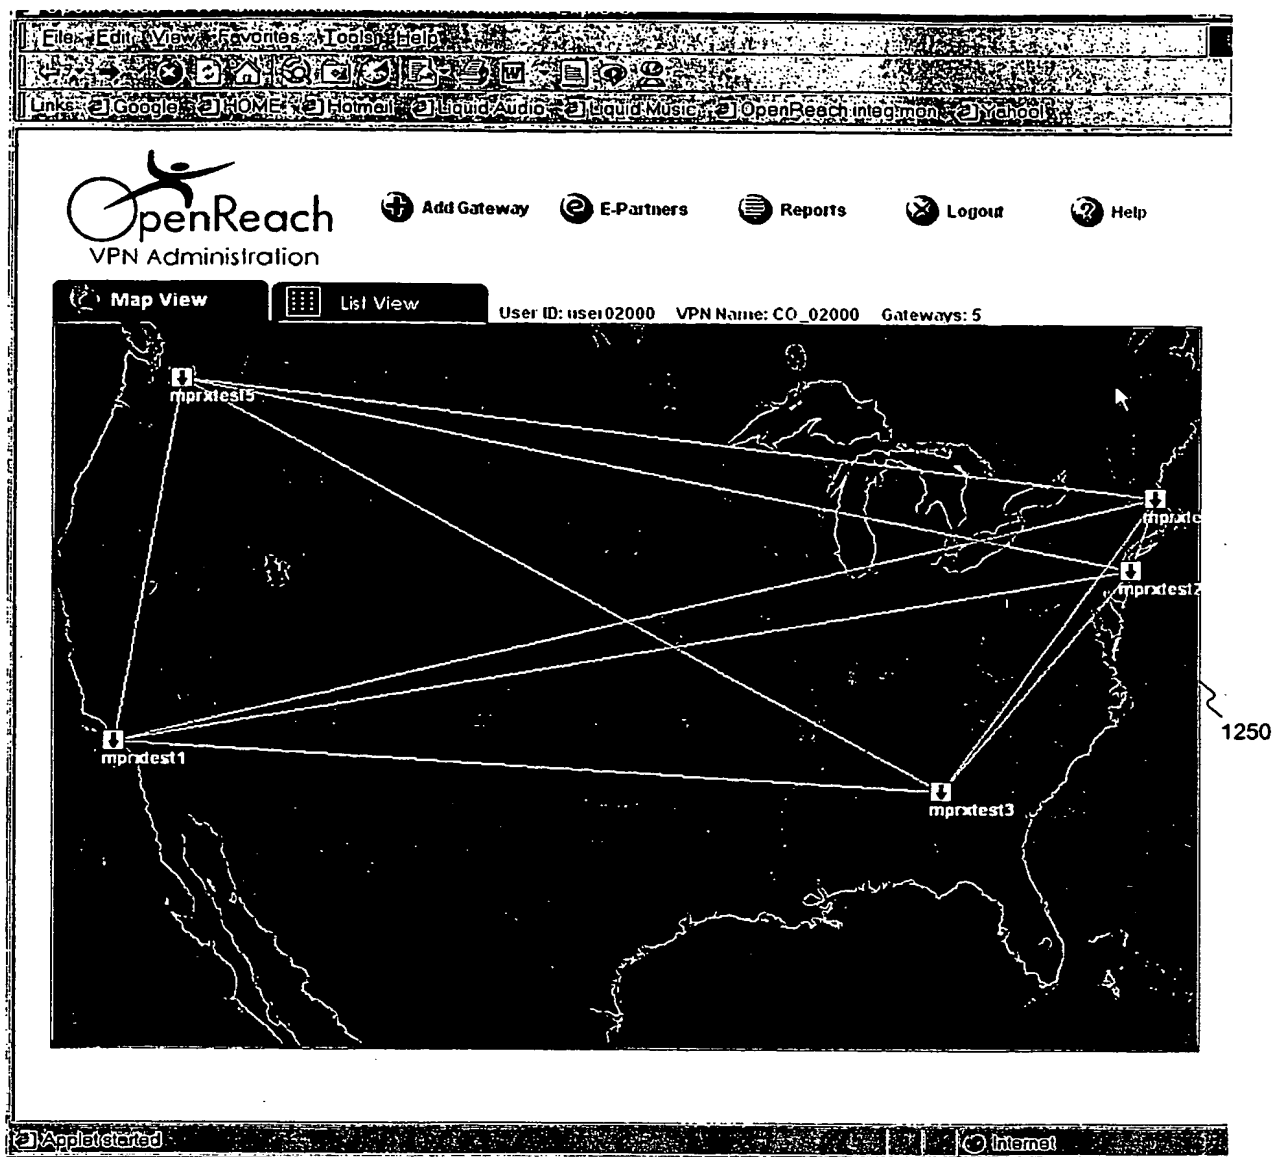 File Edit View Favorites Tools Help
Links Google HOME Hotmail Liquid Audio Liquid Music OpenReach integ mon Yahoo!
OpenReach
VPN Administration
Add Gateway E-Partners Reports Logout Help
Map View List View User ID: user02000 VPN Name: CO_02000 Gateways: 5
mprxtest5
mprxte
mprxtest2
1250
mprxtest1
mprxtest3
Applet started Internet